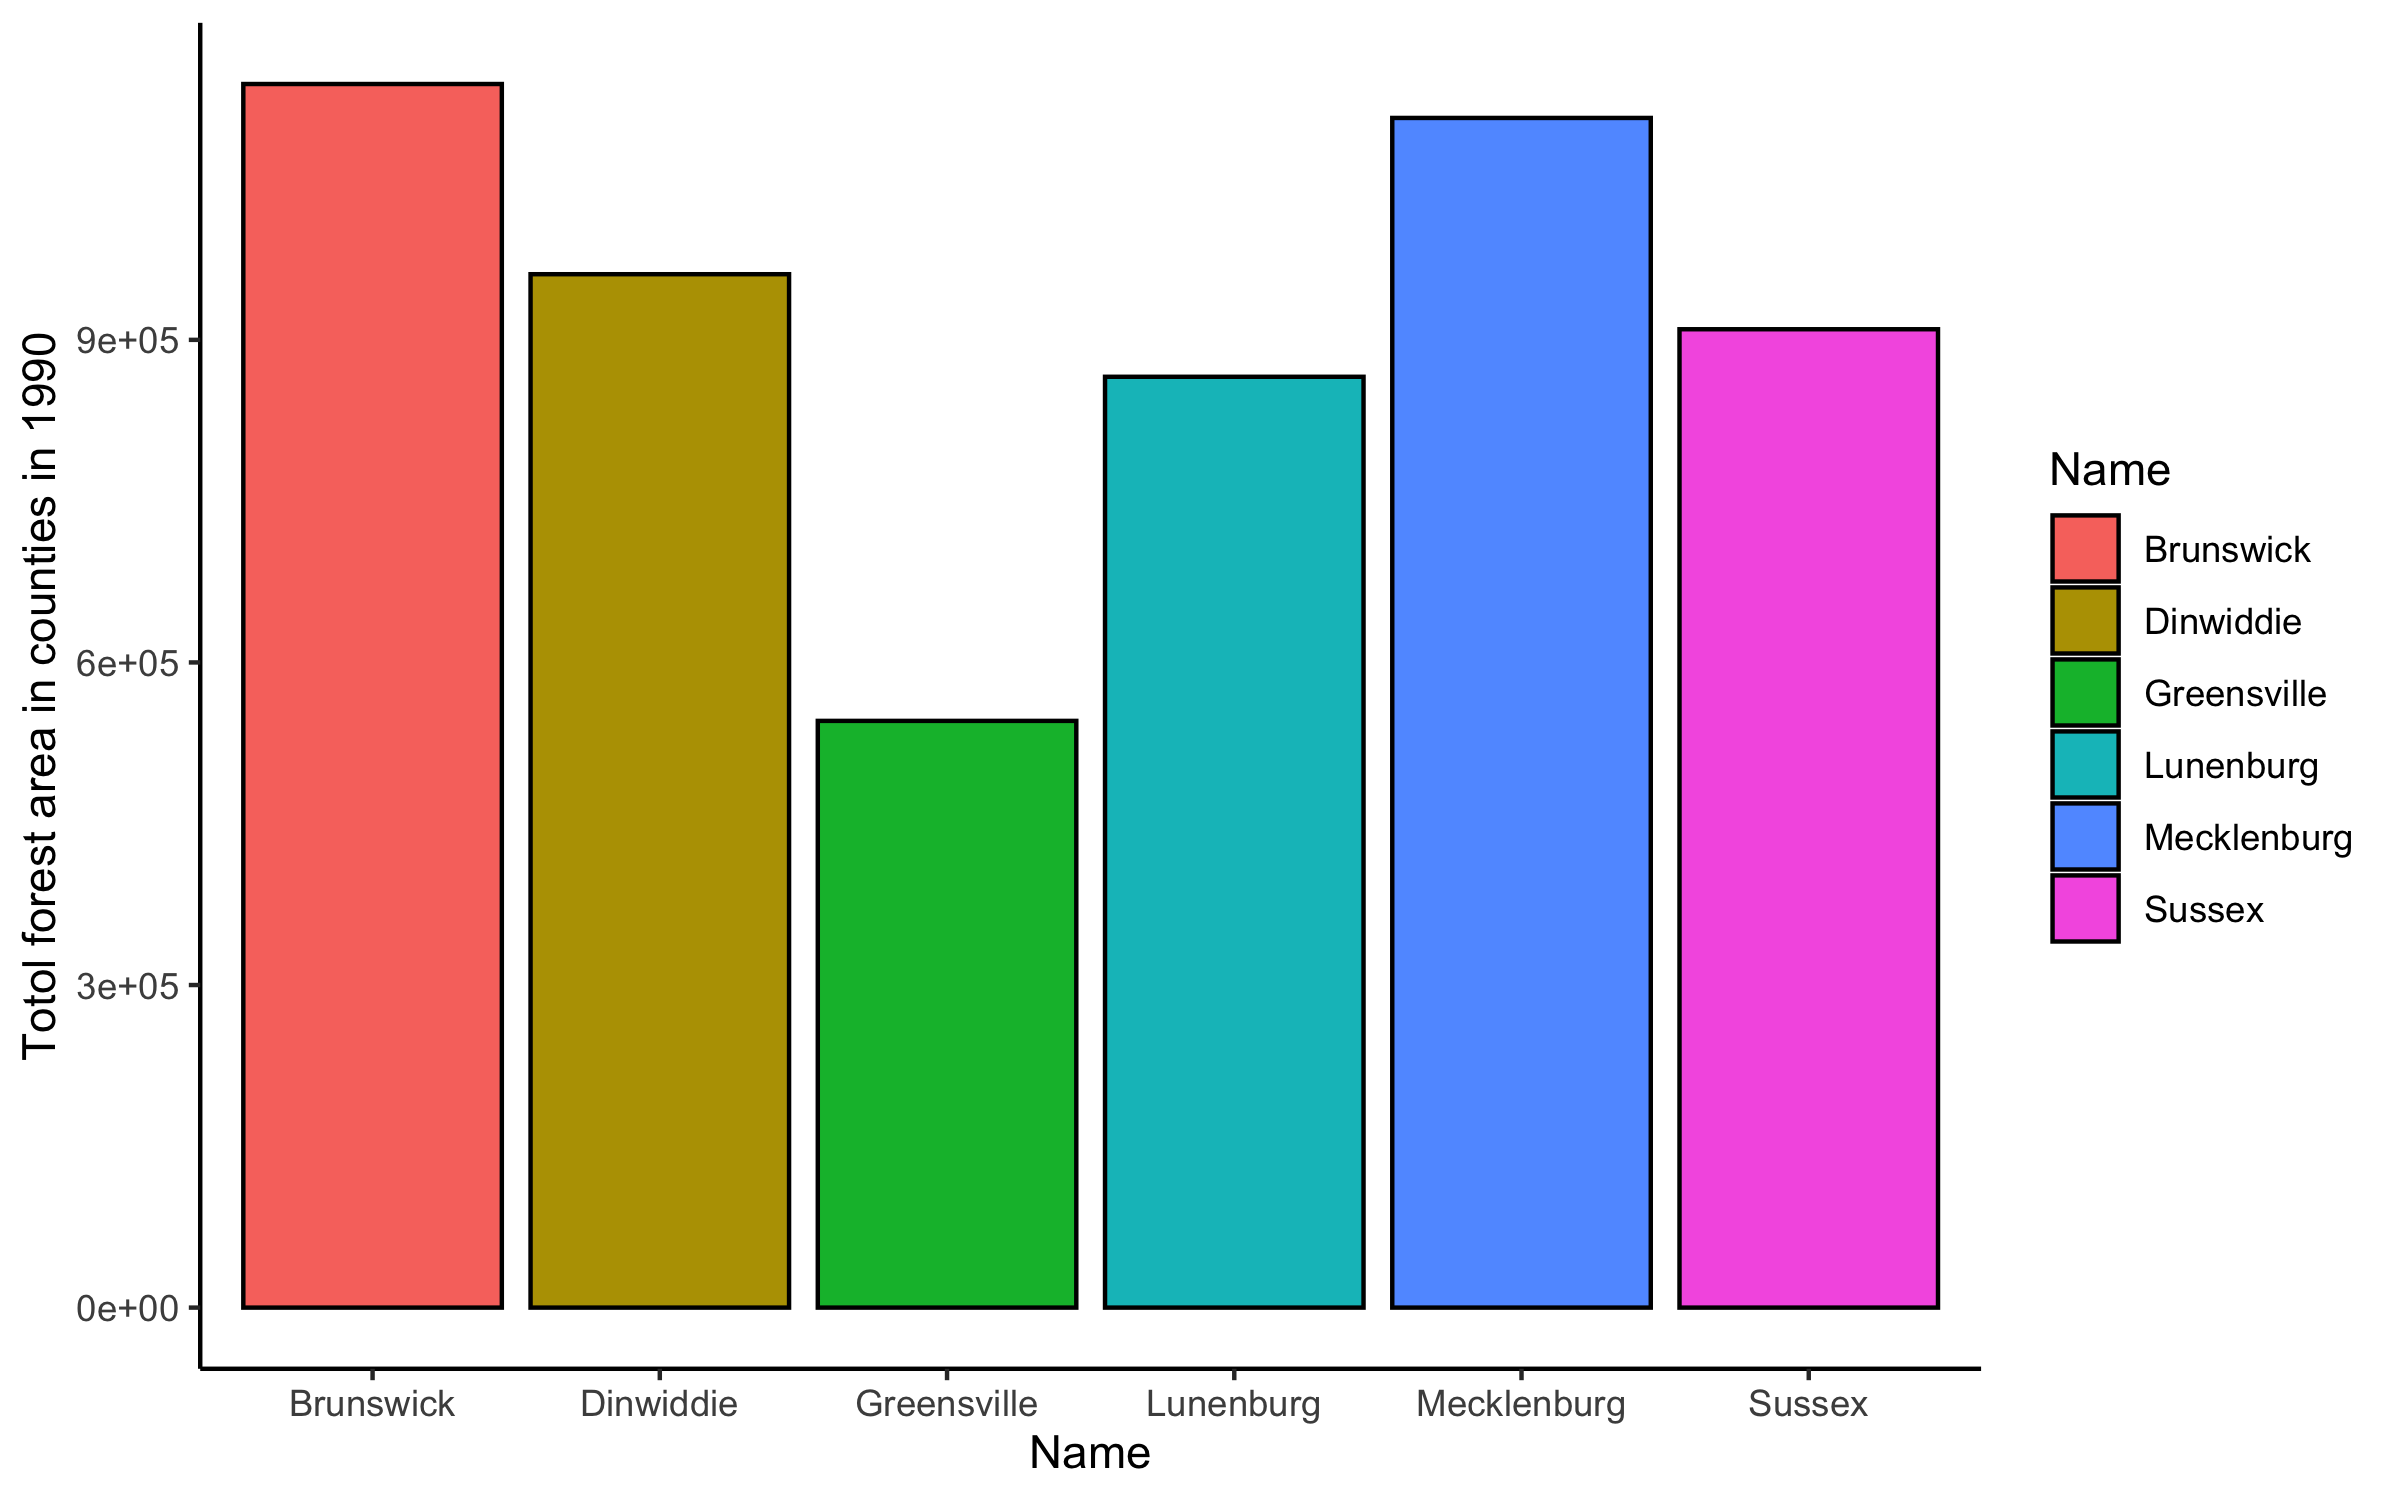 Totol forest area in counties in 1990
9e+05
6e+05
3e+05
0e+00
Brunswick
Dinwiddie
Greensville
Lunenburg
Mecklenburg
Sussex
Name
Name
Brunswick
Dinwiddie
Greensville
Lunenburg
Mecklenburg
Sussex